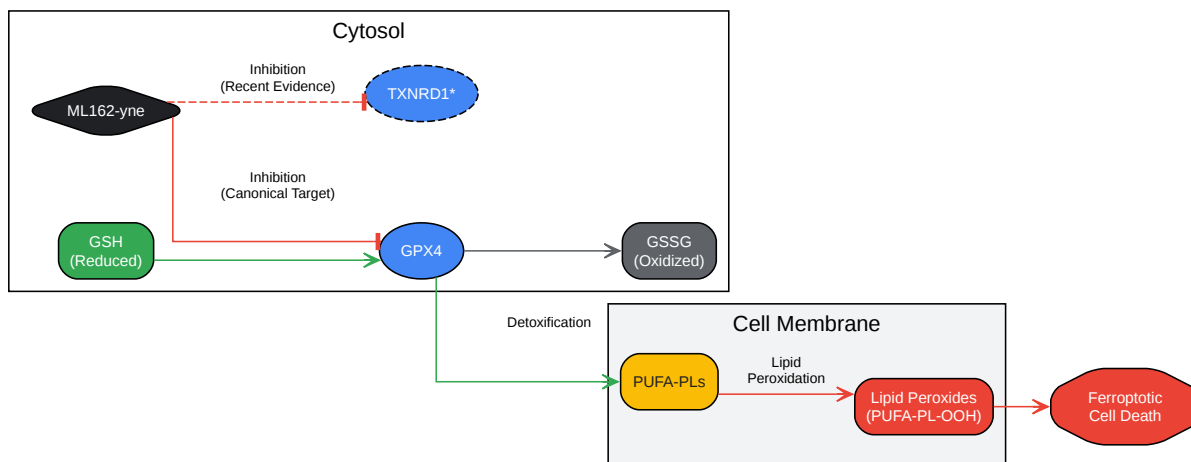 Cytosol
Inhibition
(Recent Evidence)
TXNRD1*
ML162-yne
Inhibition
(Canonical Target)
GSH
(Reduced)
GPX4
GSSG
(Oxidized)
Detoxification
Cell Membrane
PUFA-PLs
Lipid
Peroxidation
Lipid Peroxides
(PUFA-PL-OOH)
Ferroptotic
Cell Death